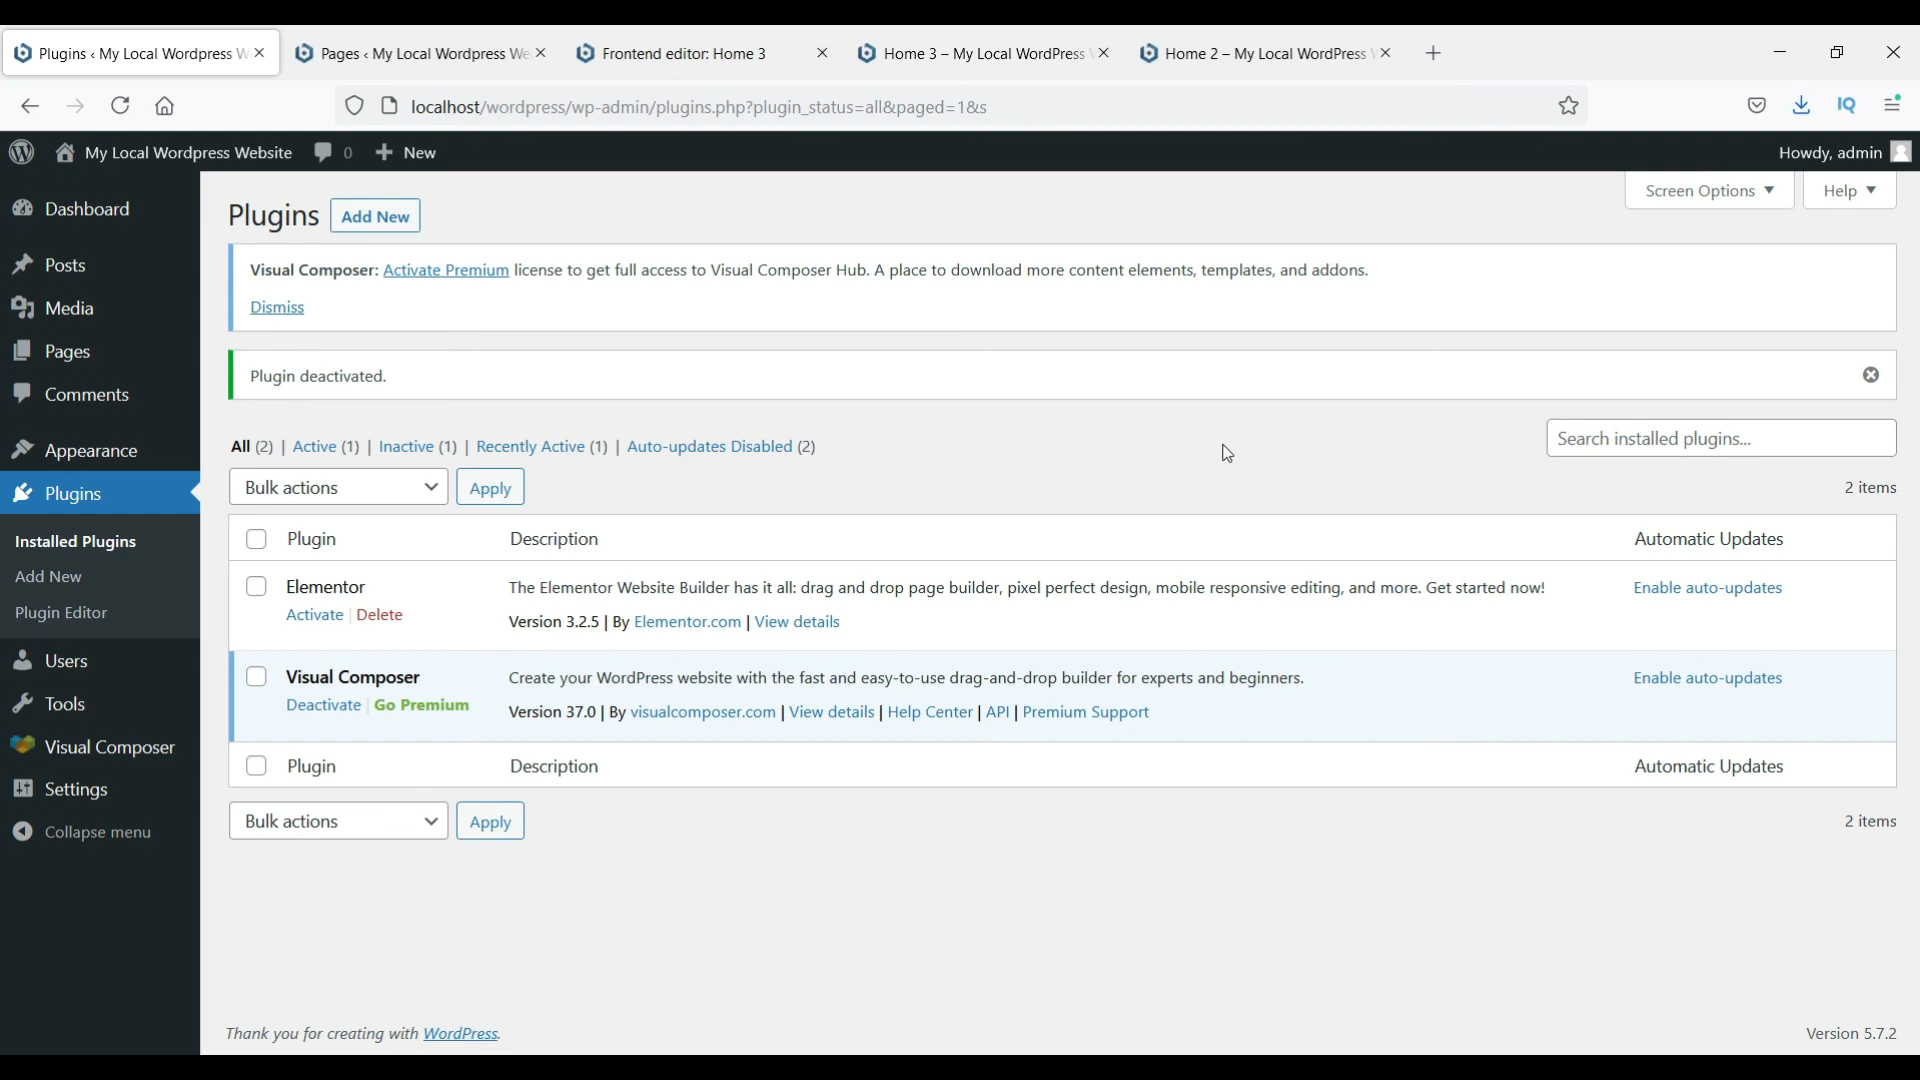 Plugins ‹ My Local Wordpress W
Pages ‹ My Local Wordpress We
Frontend editor: Home 3
Home 3 – My Local WordPress W
Home 2 – My Local WordPress W
localhost/wordpress/wp-admin/plugins.php?plugin_status=all&paged=1&s
IQ
My Local Wordpress Website
0
New
Howdy, admin
Dashboard
Posts
Media
Pages
Comments
Appearance
Plugins
Installed Plugins
Add New
Plugin Editor
Users
Tools
Visual Composer
Settings
Collapse menu
Screen Options
Help
Plugins
Add New
Visual Composer: Activate Premium license to get full access to Visual Composer Hub. A place to download more content elements, templates, and addons.
Dismiss
Plugin deactivated.
All (2) | Active (1) | Inactive (1) | Recently Active (1) | Auto-updates Disabled (2)
Search installed plugins...
Bulk actions
Apply
2 items
Plugin
Description
Automatic Updates
Elementor
The Elementor Website Builder has it all: drag and drop page builder, pixel perfect design, mobile responsive editing, and more. Get started now!
Enable auto-updates
Activate | Delete
Version 3.2.5 | By Elementor.com | View details
Visual Composer
Create your WordPress website with the fast and easy-to-use drag-and-drop builder for experts and beginners.
Enable auto-updates
Deactivate | Go Premium
Version 37.0 | By visualcomposer.com | View details | Help Center | API | Premium Support
Plugin
Description
Automatic Updates
Bulk actions
Apply
2 items
Thank you for creating with WordPress.
Version 5.7.2